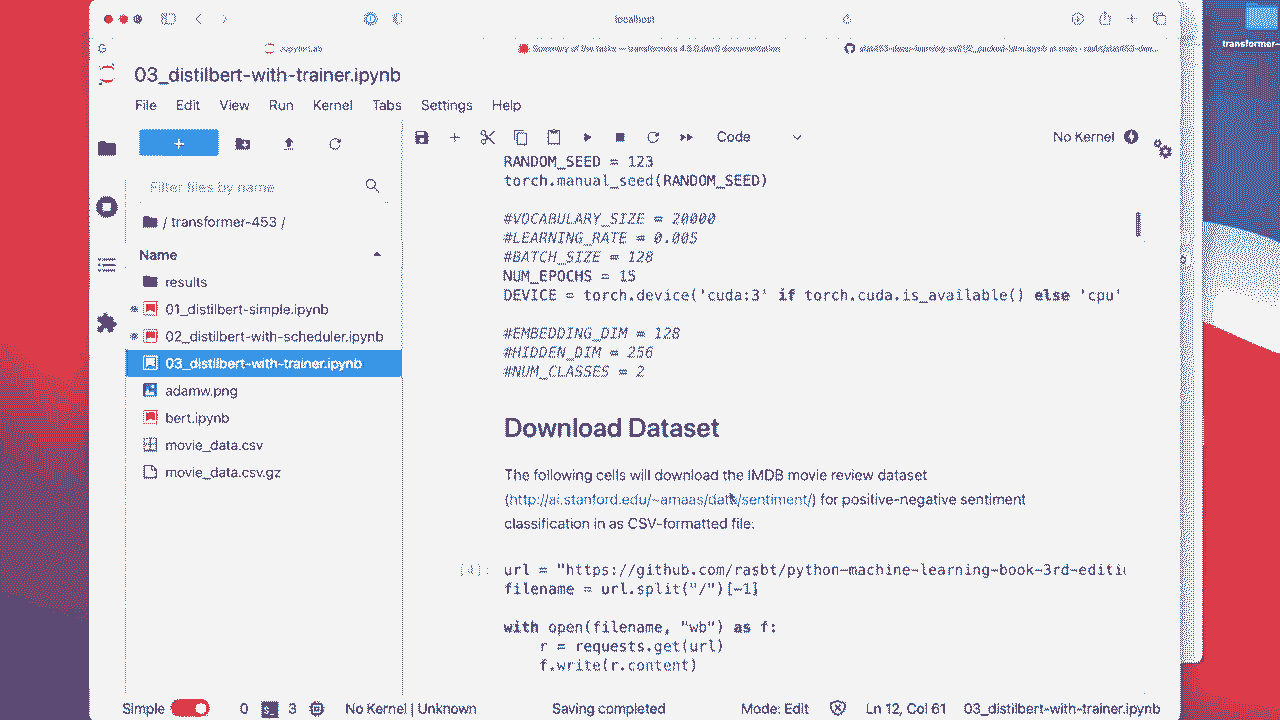 localhost
JupyterLab
Summary of the tasks — transformers 4.5.0.dev0 documentation
transformer-
03_distilbert-with-trainer.ipynb
File Edit View Run Kernel Tabs Settings Help
+
Code
No Kernel
Filter files by name
/ transformer-453 /
Name
results
01_distilbert-simple.ipynb
02_distilbert-with-scheduler.ipynb
03_distilbert-with-trainer.ipynb
adamw.png
bert.ipynb
movie_data.csv
movie_data.csv.gz
RANDOM_SEED = 123
torch.manual_seed(RANDOM_SEED)
#VOCABULARY_SIZE = 20000
#LEARNING_RATE = 0.005
#BATCH_SIZE = 128
NUM_EPOCHS = 15
DEVICE = torch.device('cuda:3' if torch.cuda.is_available() else 'cpu'
#EMBEDDING_DIM = 128
#HIDDEN_DIM = 256
#NUM_CLASSES = 2
Download Dataset
The following cells will download the IMDB movie review dataset
(http://ai.stanford.edu/~amaas/data/sentiment/) for positive-negative sentiment
classification in as CSV-formatted file:
[4]: url = "https://github.com/rasbt/python-machine-learning-book-3rd-editi
filename = url.split("/")[-1]
with open(filename, "wb") as f:
r = requests.get(url)
f.write(r.content)
Simple 0 3 No Kernel | Unknown Saving completed Mode: Edit Ln 12, Col 61 03_distilbert-with-trainer.ipynb